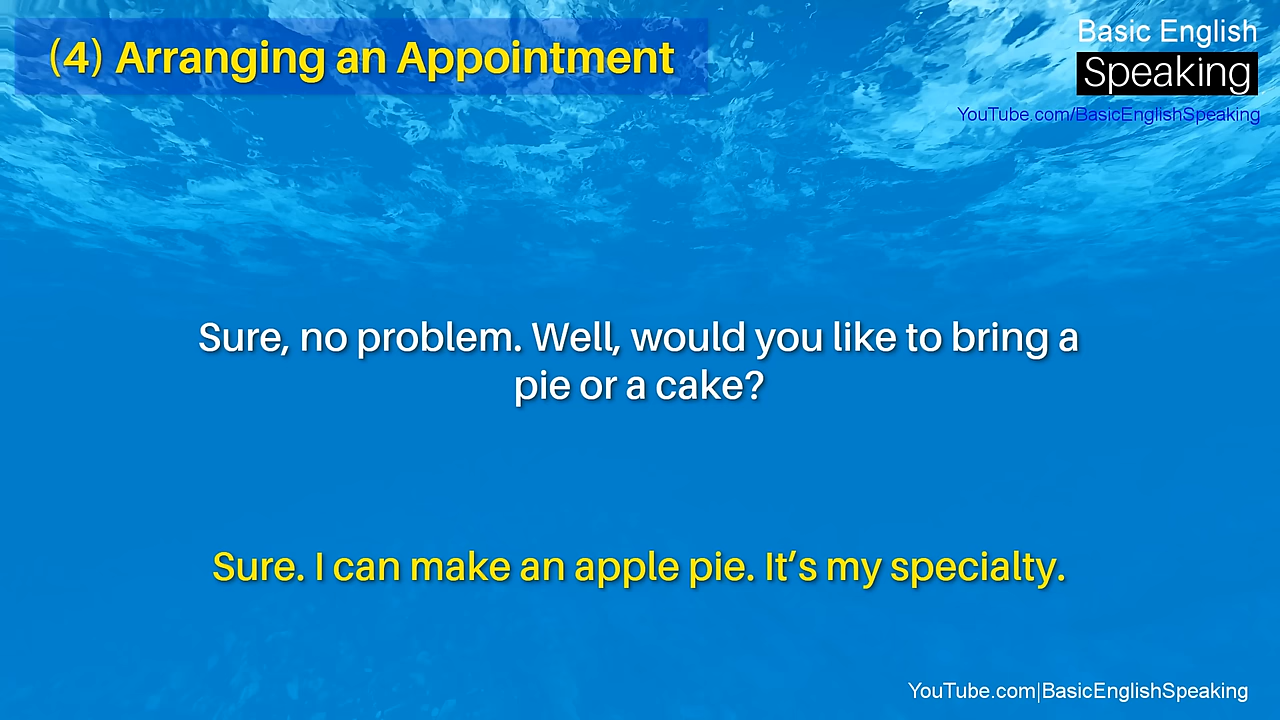 (4) Arranging an Appointment
Basic English
Speaking
YouTube.com/BasicEnglishSpeaking
Sure, no problem. Well, would you like to bring a
pie or a cake?
Sure. I can make an apple pie. It’s my specialty.
YouTube.com|BasicEnglishSpeaking